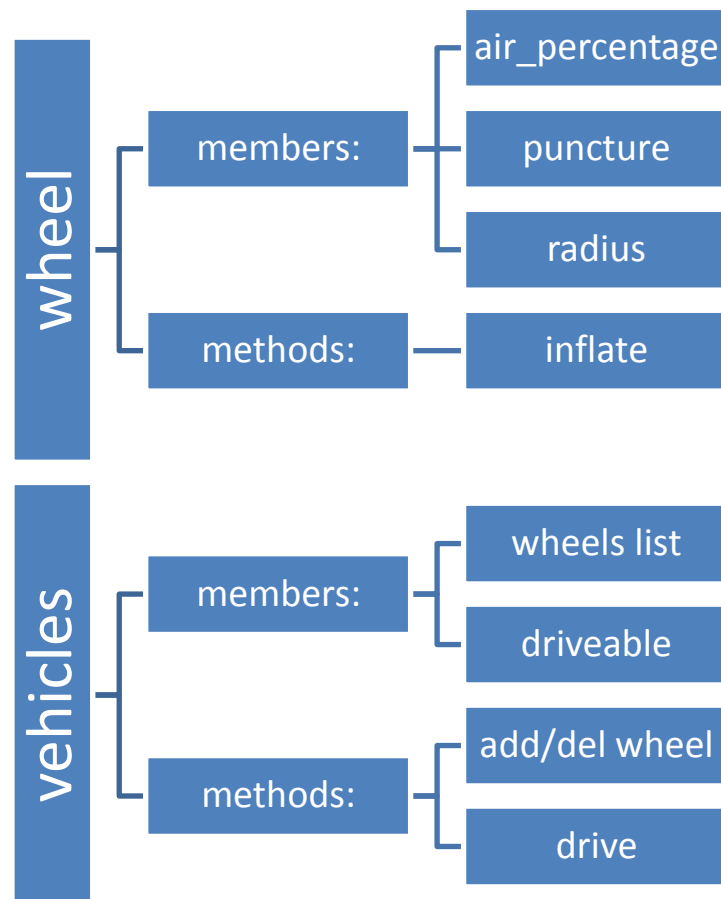 wheel
members:
air_percentage
puncture
radius
methods:
inflate
vehicles
members:
wheels list
driveable
methods:
add/del wheel
drive